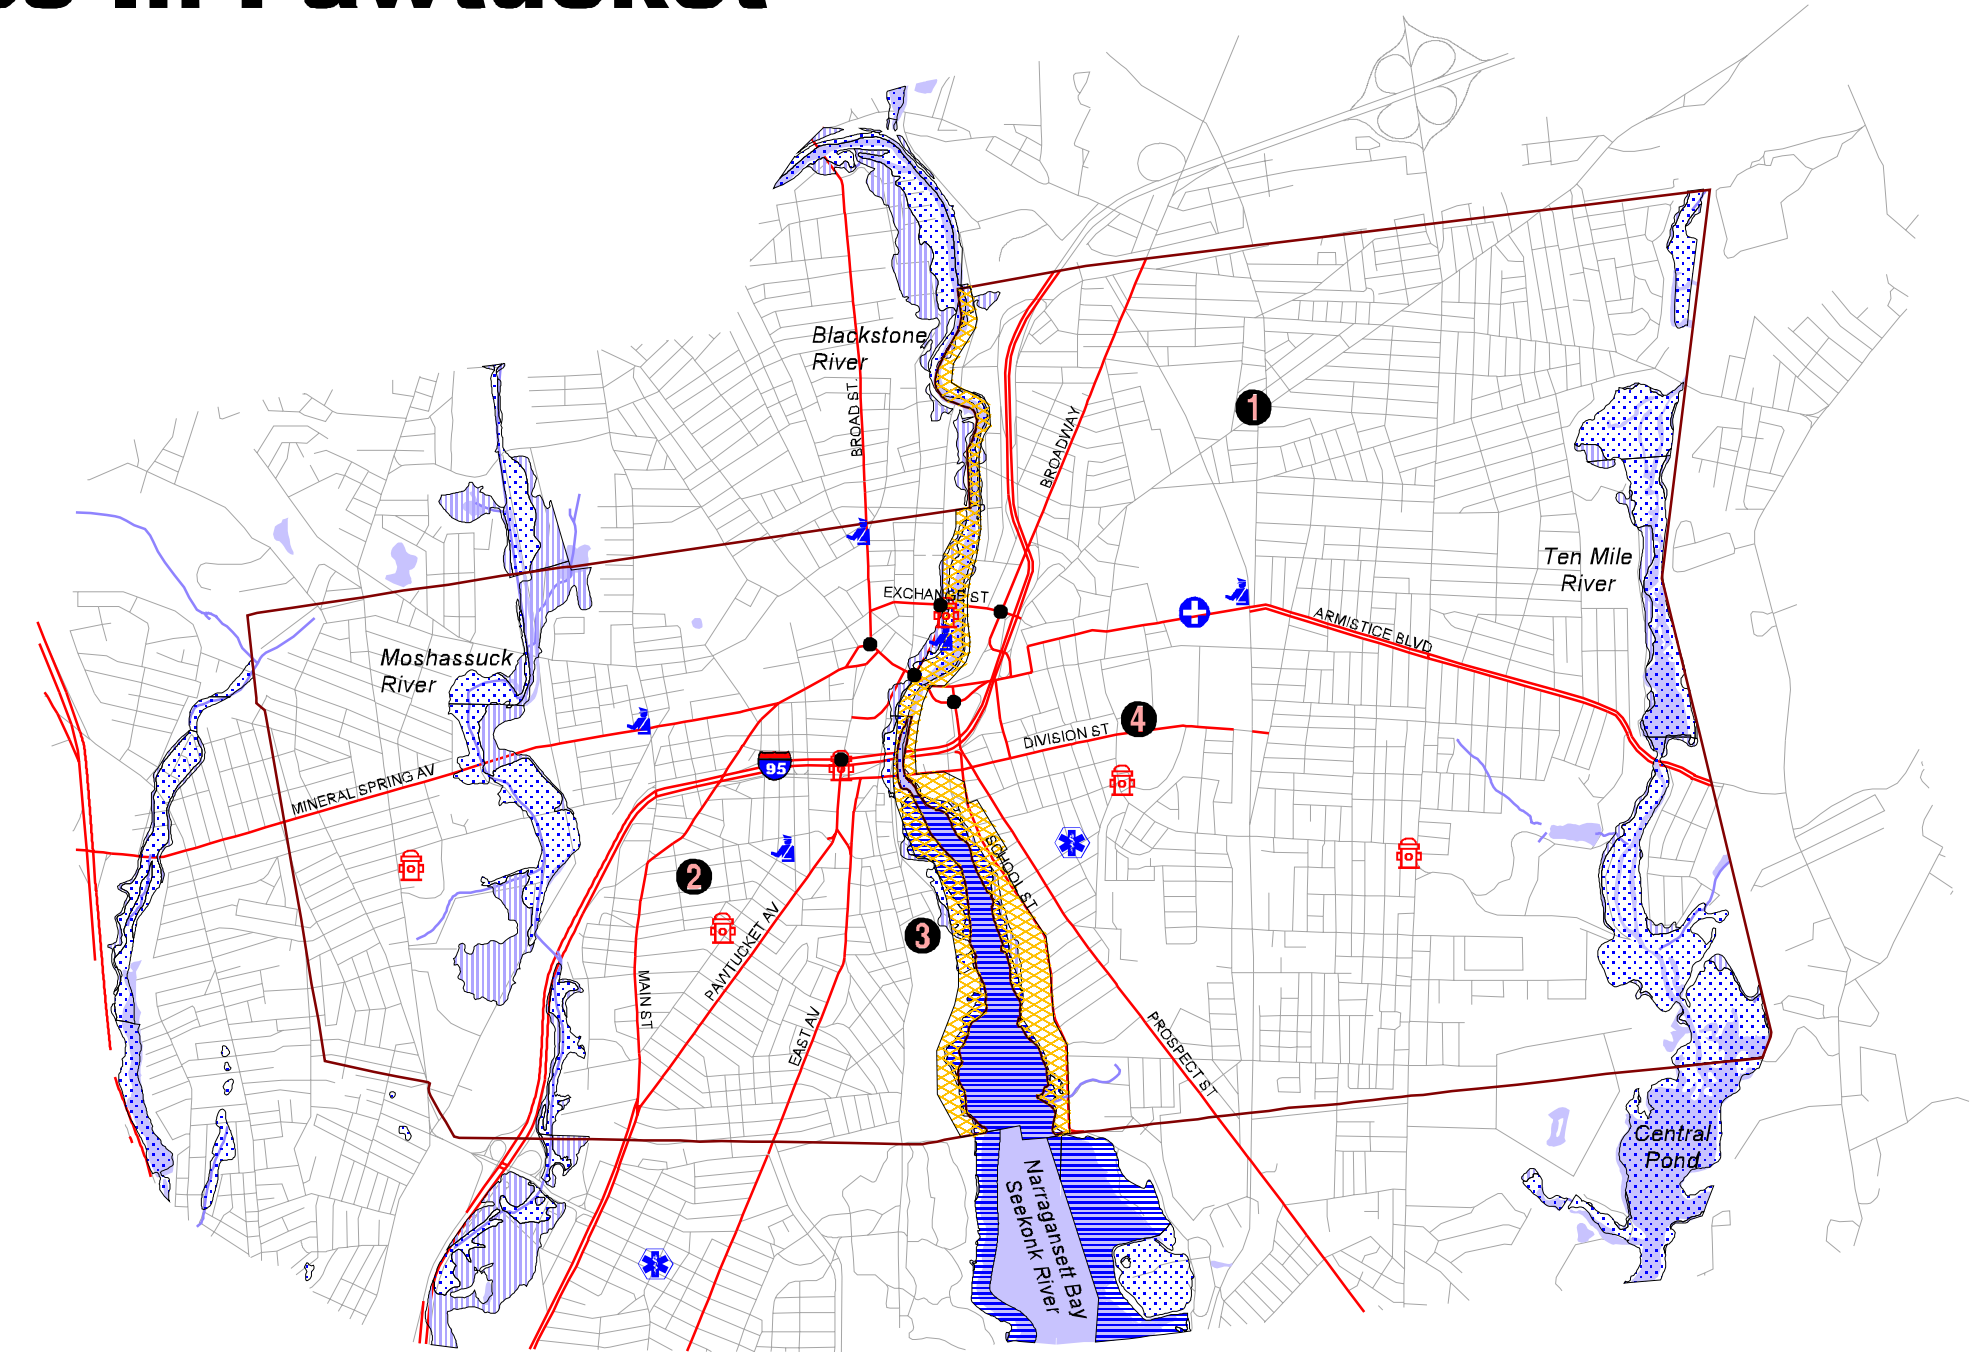 in Pawtucket
Blackstone
River
BROAD ST.
BROADWAY
1
Ten Mile
River
EXCHANGE ST
ARMISTICE BLVD
Moshassuck
River
4
DIVISION ST
95
MINERAL SPRING AV
2
SCHOOL ST
3
PAWTUCKET AV
MAIN ST
EAST AV
PROSPECT ST
Central
Pond
Narragansett Bay
Seekonk River